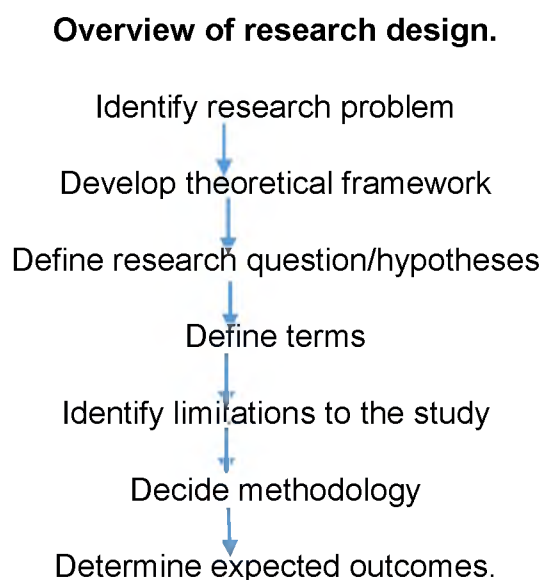 Overview of research design.
Identify research problem
Develop theoretical framework
Define research question/hypotheses
Define terms
Identify limitations to the study
Decide methodology
Determine expected outcomes.